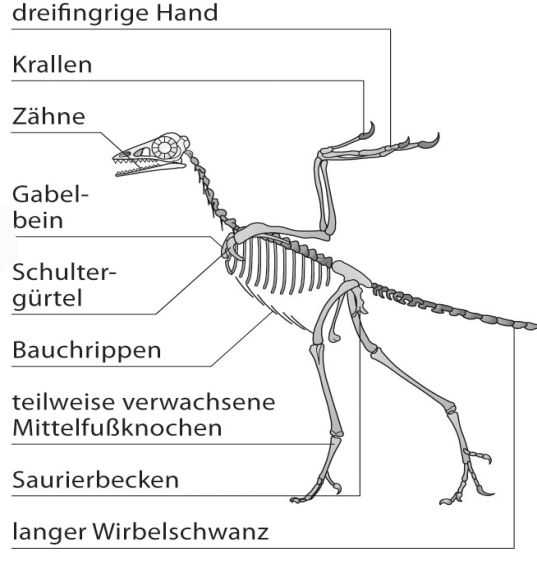 dreifingrige Hand
Krallen
Zähne
Gabel-
bein
Schulter-
gürtel
Bauchrippen
teilweise verwachsene
Mittelfußknochen
Saurierbecken
langer Wirbelschwanz